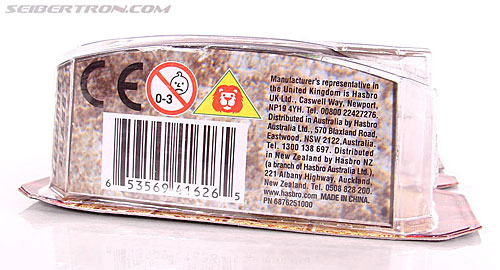 SEIBERTRON.COM
CE
0-3
Manufacturer's representative in
the United Kingdom is Hasbro
UK Ltd., Caswell Way, Newport,
NP19 4YH. Tel. 00800 22427276.
Distributed in Australia by Hasbro
Australia Ltd., 570 Blaxland Road,
Eastwood, NSW 2122, Australia.
Tel. 1300 138 697. Distributed
in New Zealand by Hasbro NZ
(a branch of Hasbro Australia Ltd.),
221 Albany Highway, Auckland,
New Zealand. Tel. 0508 828 200.
www.hasbro.com MADE IN CHINA.
PN 6876251000
6 53569 41626 5